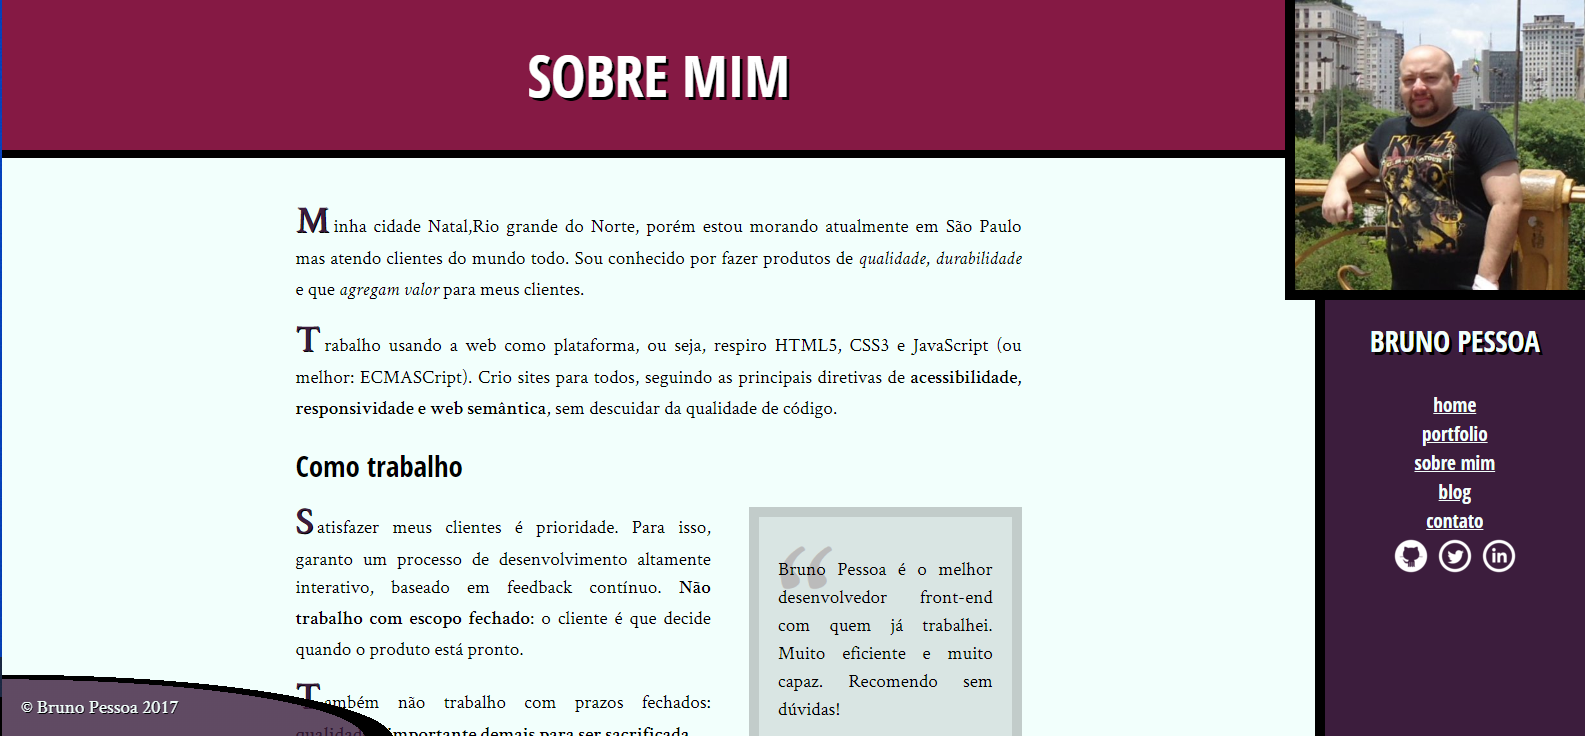 SOBRE MIM
Minha cidade Natal,Rio grande do Norte, porém estou morando atualmente em São Paulo
mas atendo clientes do mundo todo. Sou conhecido por fazer produtos de qualidade, durabilidade
e que agregam valor para meus clientes.
Trabalho usando a web como plataforma, ou seja, respiro HTML5, CSS3 e JavaScript (ou
melhor: ECMASCript). Crio sites para todos, seguindo as principais diretivas de acessibilidade,
responsividade e web semântica, sem descuidar da qualidade de código.
Como trabalho
Satisfazer meus clientes é prioridade. Para isso,
garanto um processo de desenvolvimento altamente
interativo, baseado em feedback contínuo. Não
trabalho com escopo fechado: o cliente é que decide
quando o produto está pronto.
Também não trabalho com prazos fechados:
qualidade importante demais para ser sacrificada
“
Bruno Pessoa é o melhor
desenvolvedor front-end
com quem já trabalhei.
Muito eficiente e muito
capaz. Recomendo sem
dúvidas!
KISS
BRUNO PESSOA
home
portfolio
sobre mim
blog
contato
in
© Bruno Pessoa 2017